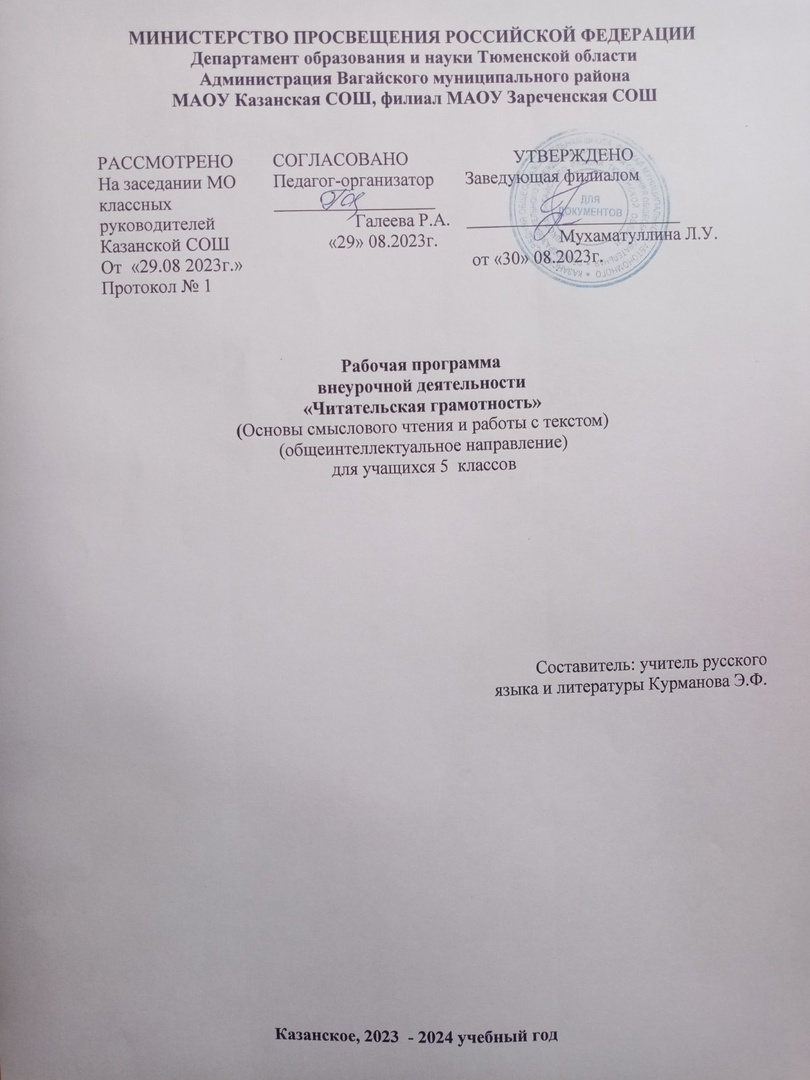 МИНИСТЕРСТВО ПРОСВЕЩЕНИЯ РОССИЙСКОЙ ФЕДЕРАЦИИ
Департамент образования и науки Тюменской области
Администрация Вагайского муниципального района
МАОУ Казанская СОШ, филиал МАОУ Зареченская СОШ
РАССМОТРЕНО
На заседании МО
классных
руководителей
Казанской СОШ
От «29.08 2023г.»
Протокол № 1
СОГЛАСОВАНО
Педагог-организатор
Галеева Р.А.
«29» 08.2023г.
УТВЕРЖДЕНО
Заведующая филиалом
Мухаматуллина Л.У.
от «30» 08.2023г.
ДЛЯ
ДОКУМЕНТОВ
Рабочая программа
внеурочной деятельности
«Читательская грамотность»
(Основы смыслового чтения и работы с текстом)
(общеинтеллектуальное направление)
для учащихся 5 классов
Составитель: учитель русского
языка и литературы Курманова Э.Ф.
Казанское, 2023 - 2024 учебный год